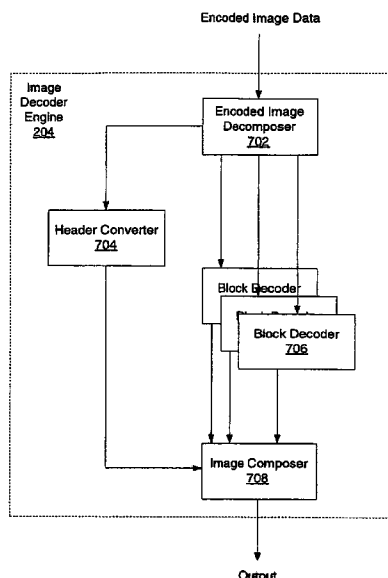 Encoded Image Data
Image
Decoder
Engine
204
Encoded Image
Decomposer
702
Header Converter
704
Block Decoder
Block Decoder
706
Image Composer
708
Output